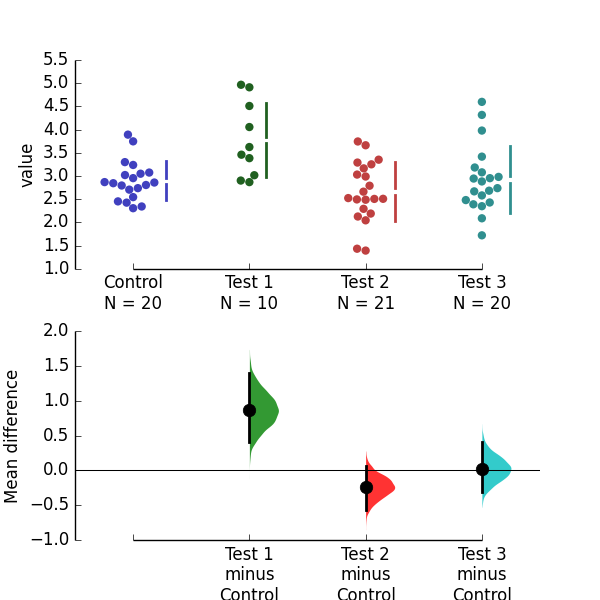 5.5
5.0
4.5
4.0
3.5
3.0
2.5
2.0
1.5
1.0
value
Control
N = 20
Test 1
N = 10
Test 2
N = 21
Test 3
N = 20
2.0
1.5
1.0
0.5
0.0
−0.5
−1.0
Mean difference
Test 1
minus
Control
Test 2
minus
Control
Test 3
minus
Control